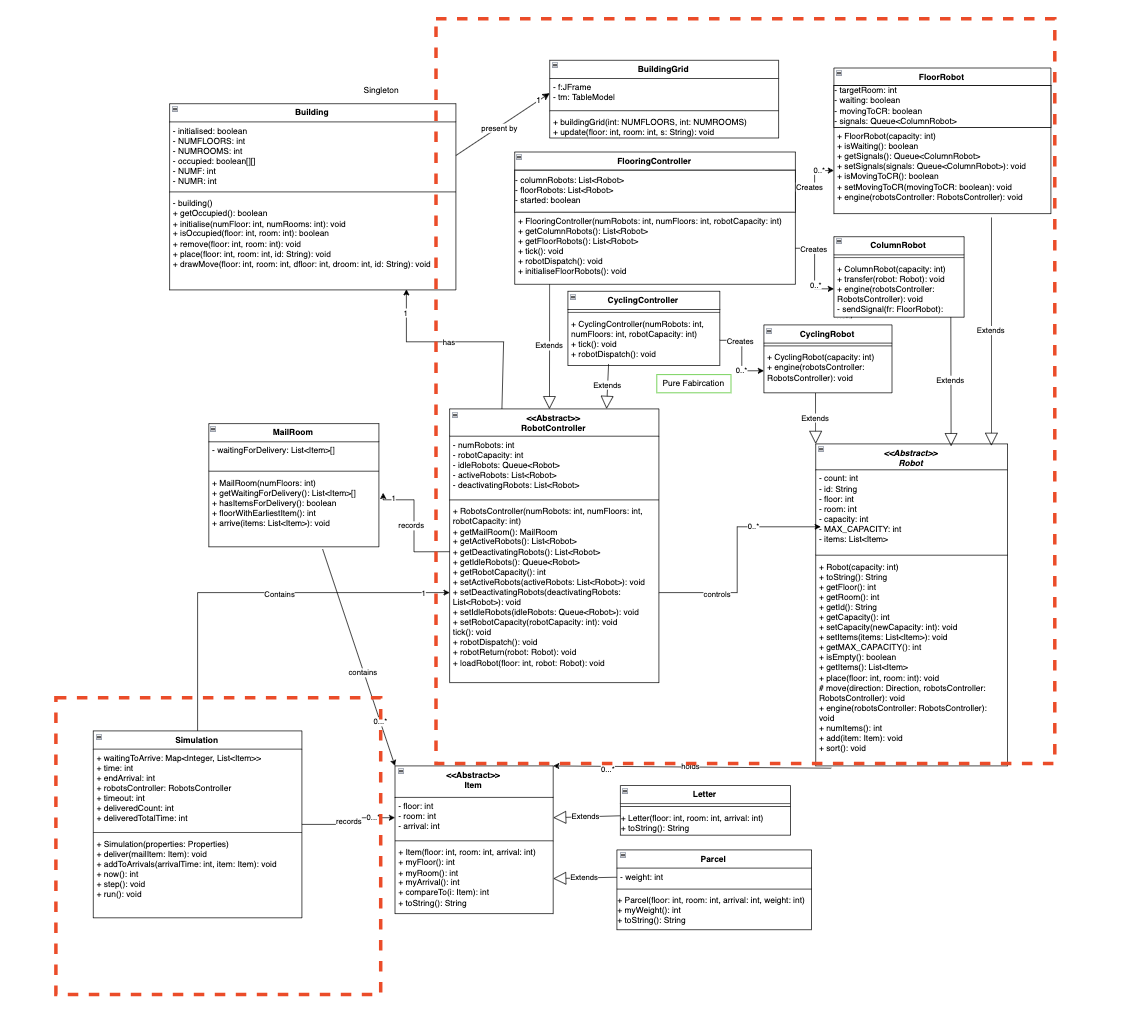 Singleton
Building
- initialised: boolean
- NUMFLOORS: int
- NUMROOMS: int
- occupied: boolean[][]
- NUMF: int
- NUMR: int
- building()
+ getOccupied(): boolean
+ initialise(numFloor: int, numRooms: int): void
+ isOccupied(floor: int, room: int): boolean
+ remove(floor: int, room: int): void
+ place(floor: int, room: int, id: String): void
+ drawMove(floor: int, room: int, dfloor: int, droom: int, id: String): void
present by
1
BuildingGrid
- f:JFrame
- tm: TableModel
+ buildingGrid(int: NUMFLOORS, int: NUMROOMS)
+ update(floor: int, room: int, s: String): void
FloorRobot
- targetRoom: int
- waiting: boolean
- movingToCR: boolean
- signals: Queue<ColumnRobot>
+ FloorRobot(capacity: int)
+ isWaiting(): boolean
+ getSignals(): Queue<ColumnRobot>
+ setSignals(signals: Queue<ColumnRobot>): void
+ isMovingToCR(): boolean
+ setMovingToCR(movingToCR: boolean): void
+ engine(robotsController: RobotsController): void
FlooringController
- columnRobots: List<Robot>
- floorRobots: List<Robot>
- started: boolean
+ FlooringController(numRobots: int, numFloors: int, robotCapacity: int)
+ getColumnRobots(): List<Robot>
+ getFloorRobots(): List<Robot>
+ tick(): void
+ robotDispatch(): void
+ initialiseFloorRobots(): void
0..*
Creates
Creates
0..*
ColumnRobot
+ ColumnRobot(capacity: int)
+ transfer(robot: Robot): void
+ engine(robotsController:
RobotsController): void
- sendSignal(fr: FloorRobot):
CyclingController
+ CyclingController(numRobots: int,
numFloors: int, robotCapacity: int)
+ tick(): void
+ robotDispatch(): void
Creates
0..*
CyclingRobot
+ CyclingRobot(capacity: int)
+ engine(robotsController:
RobotsController): void
1
has
Extends
Extends
Pure Fabircation
Extends
Extends
Extends
MailRoom
- waitingForDelivery: List<Item>[]
+ MailRoom(numFloors: int)
+ getWaitingForDelivery(): List<Item>[]
+ hasItemsForDelivery(): boolean
+ floorWithEarliestItem(): int
+ arrive(items: List<Item>): void
1
records
<<Abstract>>
RobotController
- numRobots: int
- robotCapacity: int
- idleRobots: Queue<Robot>
- activeRobots: List<Robot>
- deactivatingRobots: List<Robot>
+ RobotsController(numRobots: int, numFloors: int,
robotCapacity: int)
+ getMailRoom(): MailRoom
+ getActiveRobots(): List<Robot>
+ getDeactivatingRobots(): List<Robot>
+ getIdleRobots(): Queue<Robot>
+ getRobotCapacity(): int
+ setActiveRobots(activeRobots: List<Robot>): void
+ setDeactivatingRobots(deactivatingRobots:
List<Robot>): void
+ setIdleRobots(idleRobots: Queue<Robot>): void
+ setRobotCapacity(robotCapacity: int): void
tick(): void
+ robotDispatch(): void
+ robotReturn(robot: Robot): void
+ loadRobot(floor: int, robot: Robot): void
0..*
controls
<<Abstract>>
Robot
- count: int
- id: String
- floor: int
- room: int
- capacity: int
- MAX_CAPACITY: int
- items: List<Item>
+ Robot(capacity: int)
+ toString(): String
+ getFloor(): int
+ getRoom(): int
+ getId(): String
+ getCapacity(): int
+ setCapacity(newCapacity: int): void
+ setItems(items: List<Item>): void
+ getMAX_CAPACITY(): int
+ isEmpty(): boolean
+ getItems(): List<Item>
+ place(floor: int, room: int): void
# move(direction: Direction, robotsController:
RobotsController): void
+ engine(robotsController: RobotsController):
void
+ numItems(): int
+ add(item: Item): void
+ sort(): void
Contains
1
contains
0...*
Simulation
+ waitingToArrive: Map<Integer, List<Item>>
+ time: int
+ endArrival: int
+ robotsController: RobotsController
+ timeout: int
+ deliveredCount: int
+ deliveredTotalTime: int
+ Simulation(properties: Properties)
+ deliver(mailItem: Item): void
+ addToArrivals(arrivalTime: int, item: Item): void
+ now(): int
+ step(): void
+ run(): void
records
0...*
<<Abstract>>
Item
- floor: int
- room: int
- arrival: int
+ Item(floor: int, room: int, arrival: int)
+ myFloor(): int
+ myRoom(): int
+ myArrival(): int
+ compareTo(i: Item): int
+ toString(): String
0...*
holds
Extends
Letter
+ Letter(floor: int, room: int, arrival: int)
+ toString(): String
Extends
Parcel
- weight: int
+ Parcel(floor: int, room: int, arrival: int, weight: int)
+ myWeight(): int
+ toString(): String